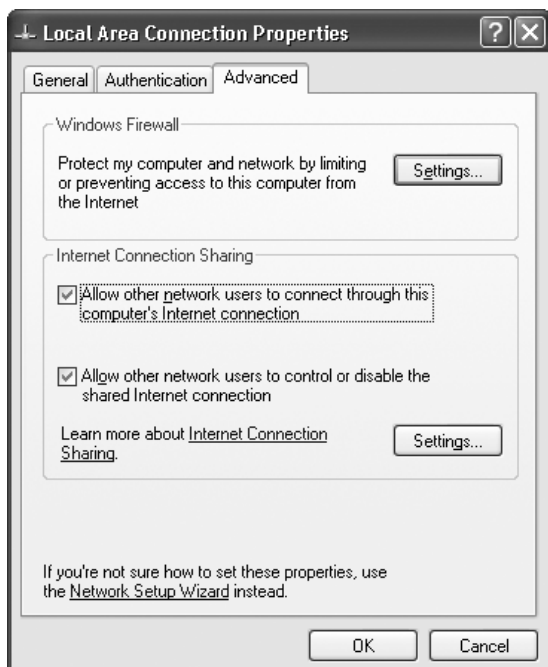 Local Area Connection Properties
General Authentication Advanced
Windows Firewall
Protect my computer and network by limiting
or preventing access to this computer from
the Internet
Settings...
Internet Connection Sharing
Allow other network users to connect through this
computer's Internet connection
Allow other network users to control or disable the
shared Internet connection
Learn more about Internet Connection
Sharing.
Settings...
If you're not sure how to set these properties, use
the Network Setup Wizard instead.
OK Cancel